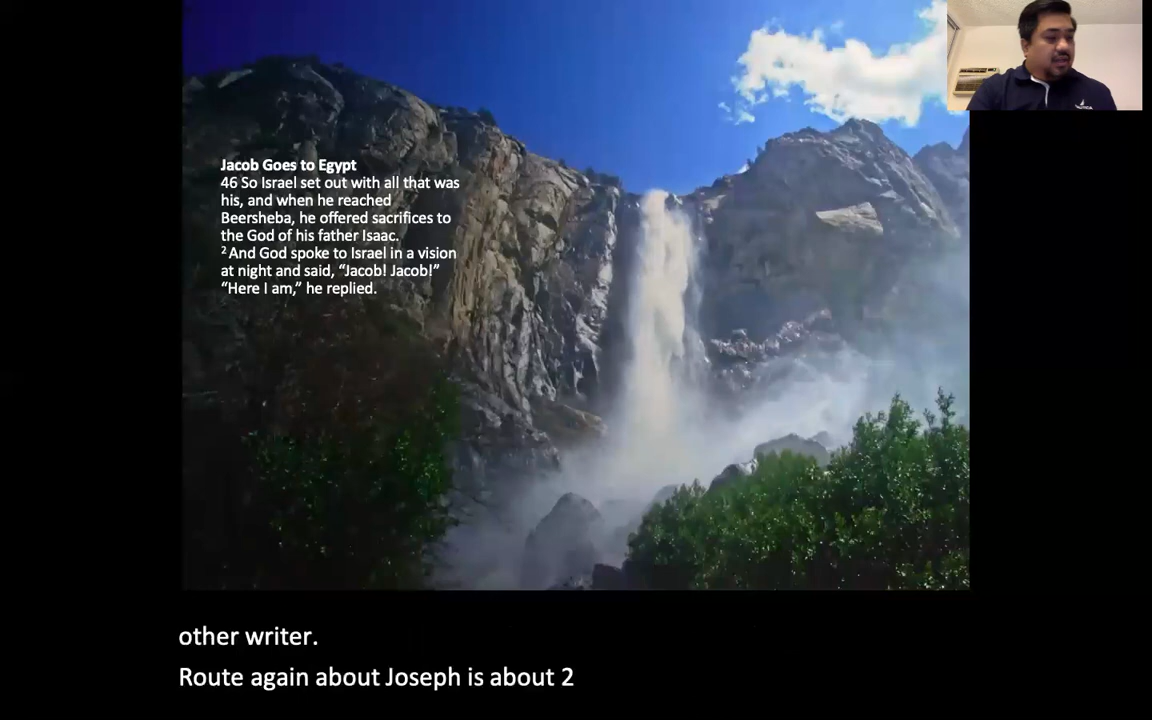 Jacob Goes to Egypt
46 So Israel set out with all that was
his, and when he reached
Beersheba, he offered sacrifices to
the God of his father Isaac.
² And God spoke to Israel in a vision
at night and said, “Jacob! Jacob!”
“Here I am,” he replied.
other writer.
Route again about Joseph is about 2